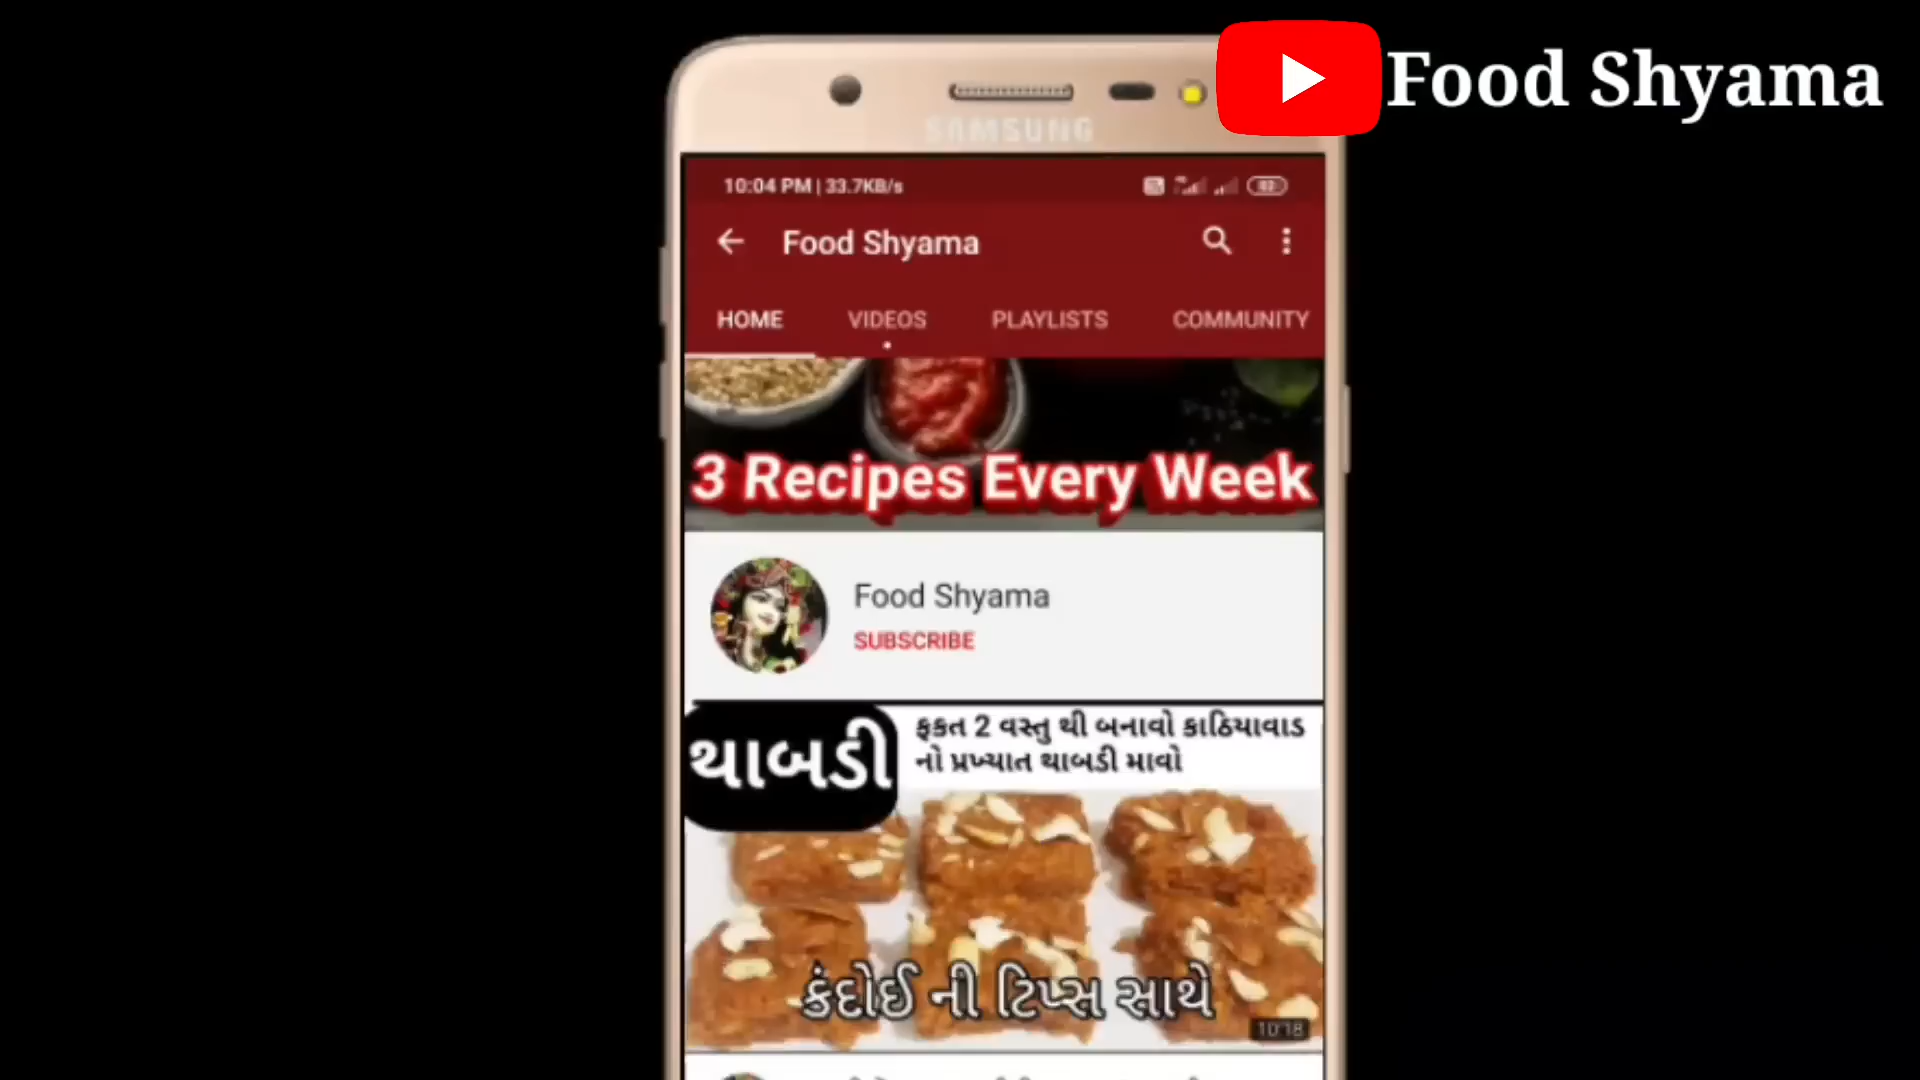 Food Shyama
SAMSUNG
10:04 PM | 33.7KB/s
Food Shyama
HOME VIDEOS PLAYLISTS COMMUNITY
3 Recipes Every Week
Food Shyama
SUBSCRIBE
થાબડી
ફકત 2 વસ્તુ થી બનાવો કાઠિયાવાડ
નો પ્રખ્યાત થાબડી માવો
કંદોઈ ની ટિપ્સ સાથે
10:18